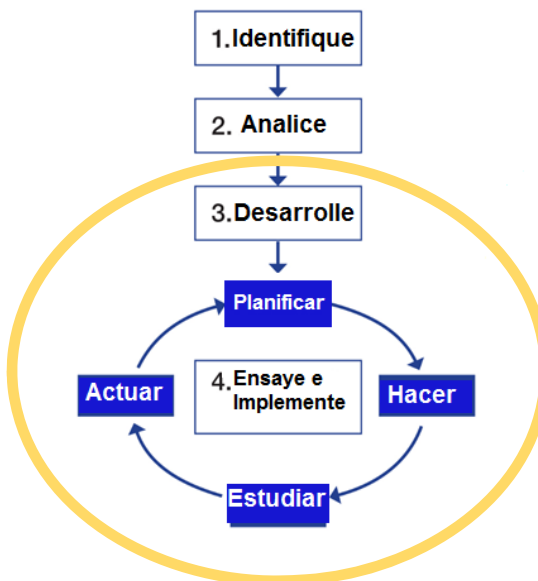 1. Identifique
2. Analice
3. Desarrolle
Planificar
Actuar
4. Ensaye e
Implemente
Hacer
Estudiar